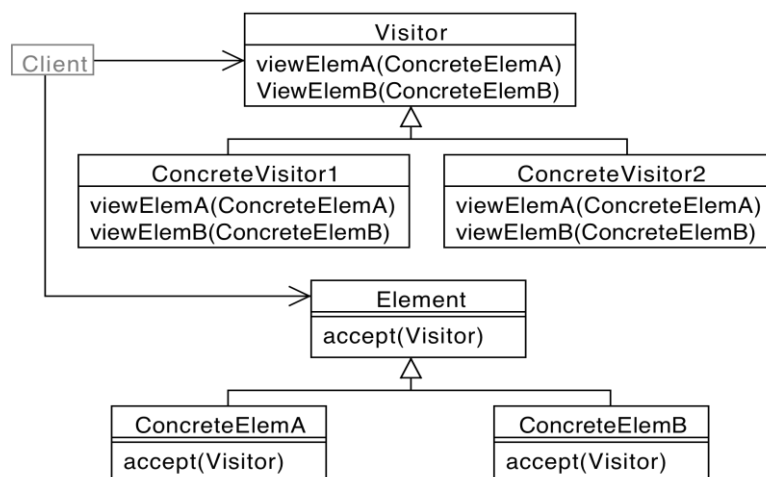 Visitor
Client
viewElemA(ConcreteElemA)
ViewElemB(ConcreteElemB)
ConcreteVisitor1
viewElemA(ConcreteElemA)
viewElemB(ConcreteElemB)
ConcreteVisitor2
viewElemA(ConcreteElemA)
viewElemB(ConcreteElemB)
Element
accept(Visitor)
ConcreteElemA
accept(Visitor)
ConcreteElemB
accept(Visitor)